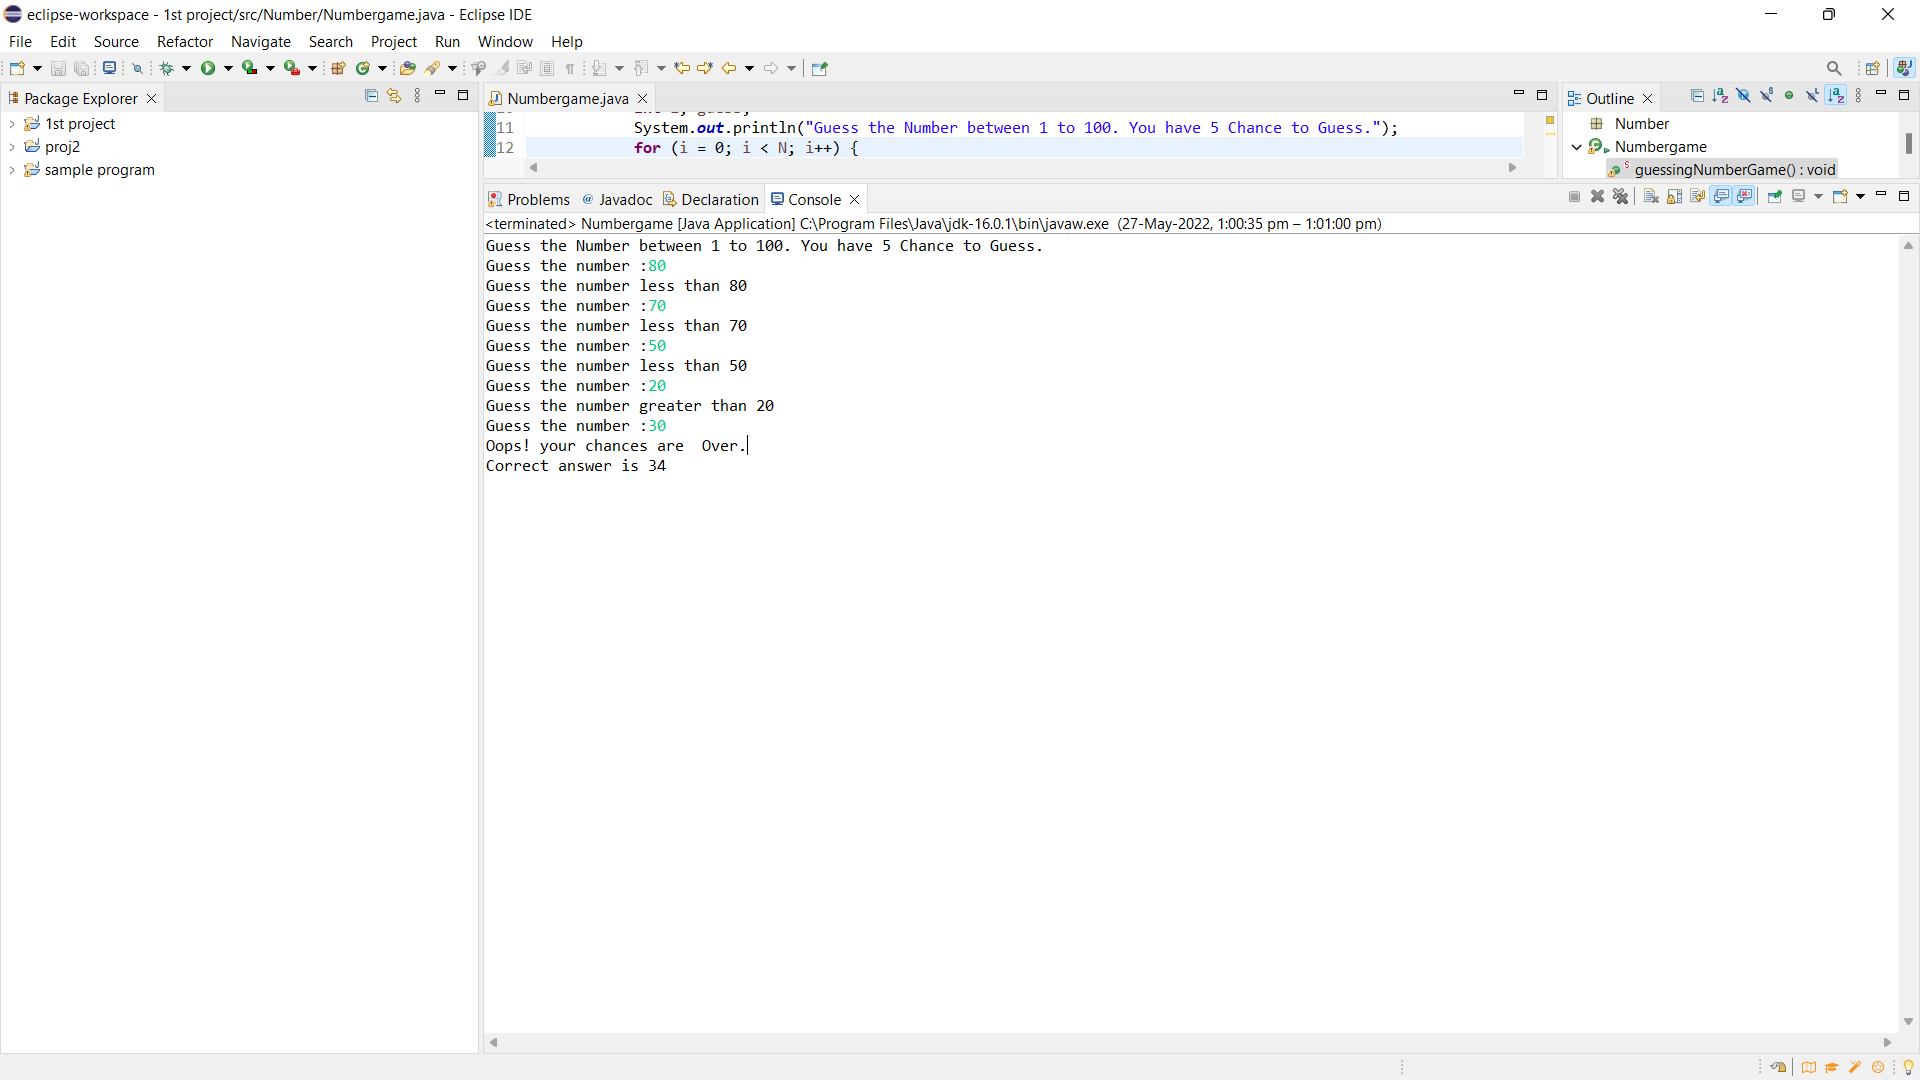 eclipse-workspace - 1st project/src/Number/Numbergame.java - Eclipse IDE
File Edit Source Refactor Navigate Search Project Run Window Help
Package Explorer
1st project
proj2
sample program
Numbergame.java
11 System.out.println("Guess the Number between 1 to 100. You have 5 Chance to Guess.");
12 for (i = 0; i < N; i++) {
Outline
Number
Numbergame
guessingNumberGame() : void
Problems Javadoc Declaration Console
<terminated> Numbergame [Java Application] C:\Program Files\Java\jdk-16.0.1\bin\javaw.exe (27-May-2022, 1:00:35 pm – 1:01:00 pm)
Guess the Number between 1 to 100. You have 5 Chance to Guess.
Guess the number :80
Guess the number less than 80
Guess the number :70
Guess the number less than 70
Guess the number :50
Guess the number less than 50
Guess the number :20
Guess the number greater than 20
Guess the number :30
Oops! your chances are  Over.
Correct answer is 34